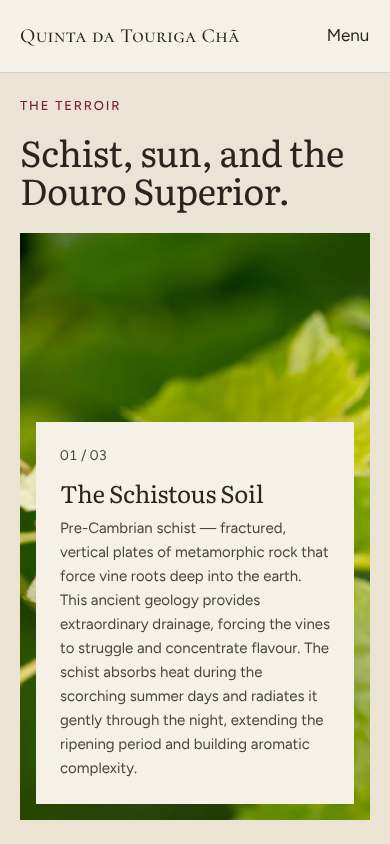 Quinta da Touriga Chã
Menu
THE TERROIR
Schist, sun, and the
Douro Superior.
01 / 03
The Schistous Soil
Pre-Cambrian schist — fractured,
vertical plates of metamorphic rock that
force vine roots deep into the earth.
This ancient geology provides
extraordinary drainage, forcing the vines
to struggle and concentrate flavour. The
schist absorbs heat during the
scorching summer days and radiates it
gently through the night, extending the
ripening period and building aromatic
complexity.